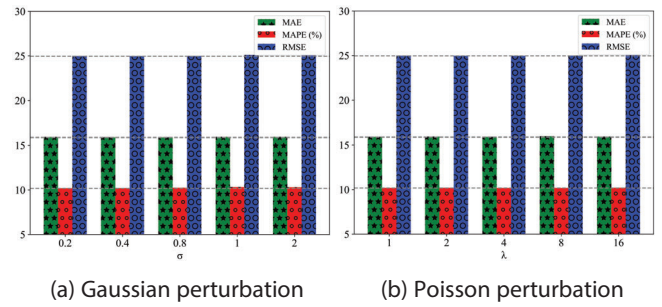 30
25
20
15
10
5
MAE
MAPE (%)
RMSE
0.2 0.4 0.8 1 2
σ
(a) Gaussian perturbation
30
25
20
15
10
5
MAE
MAPE (%)
RMSE
1 2 4 8 16
λ
(b) Poisson perturbation